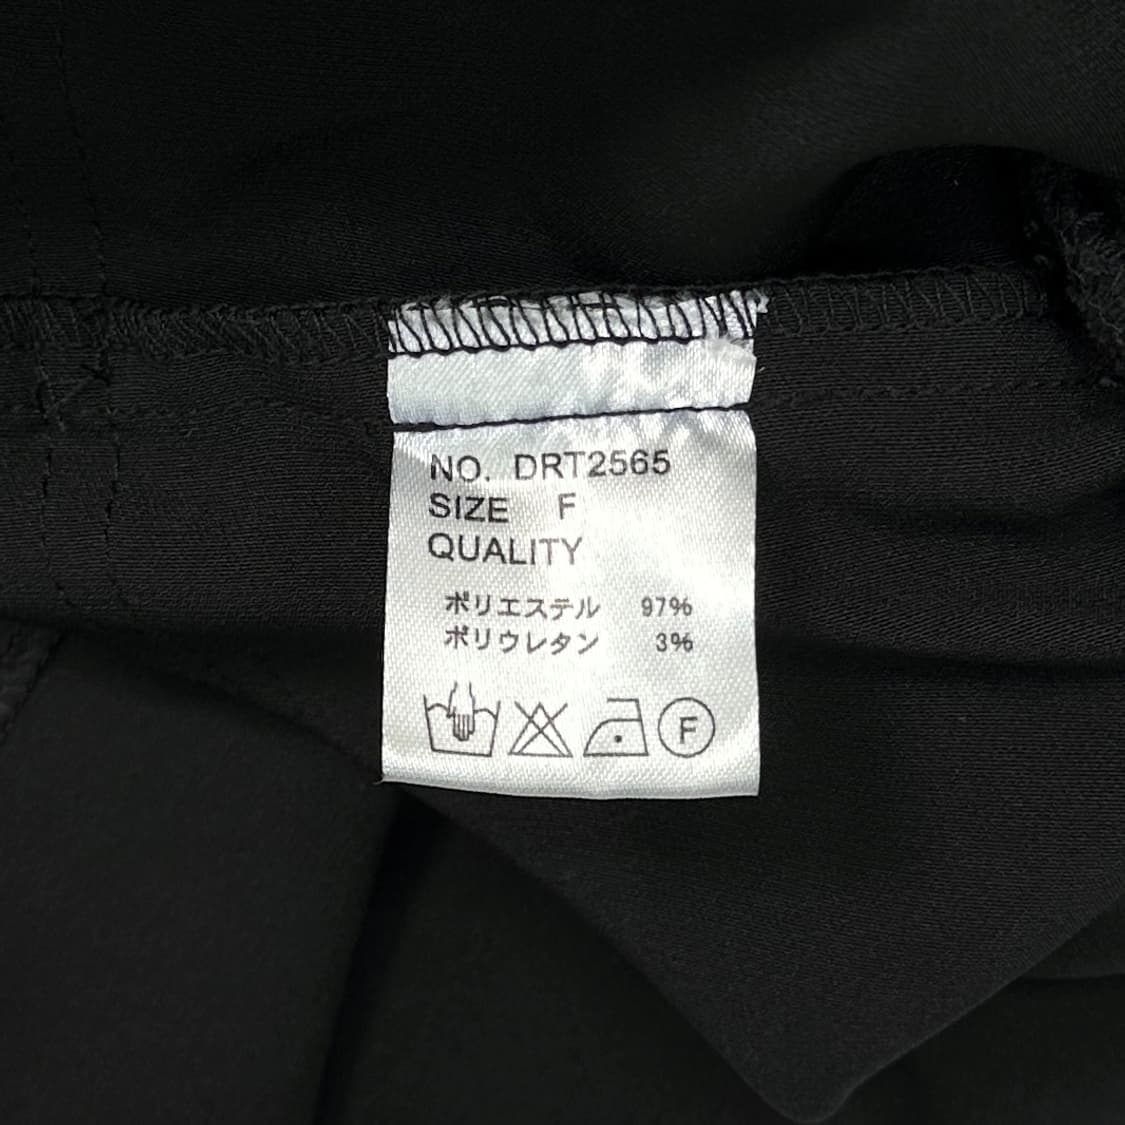 NO. DRT2565
SIZE F
QUALITY
ポリエステル 97%
ポリウレタン 3%
F